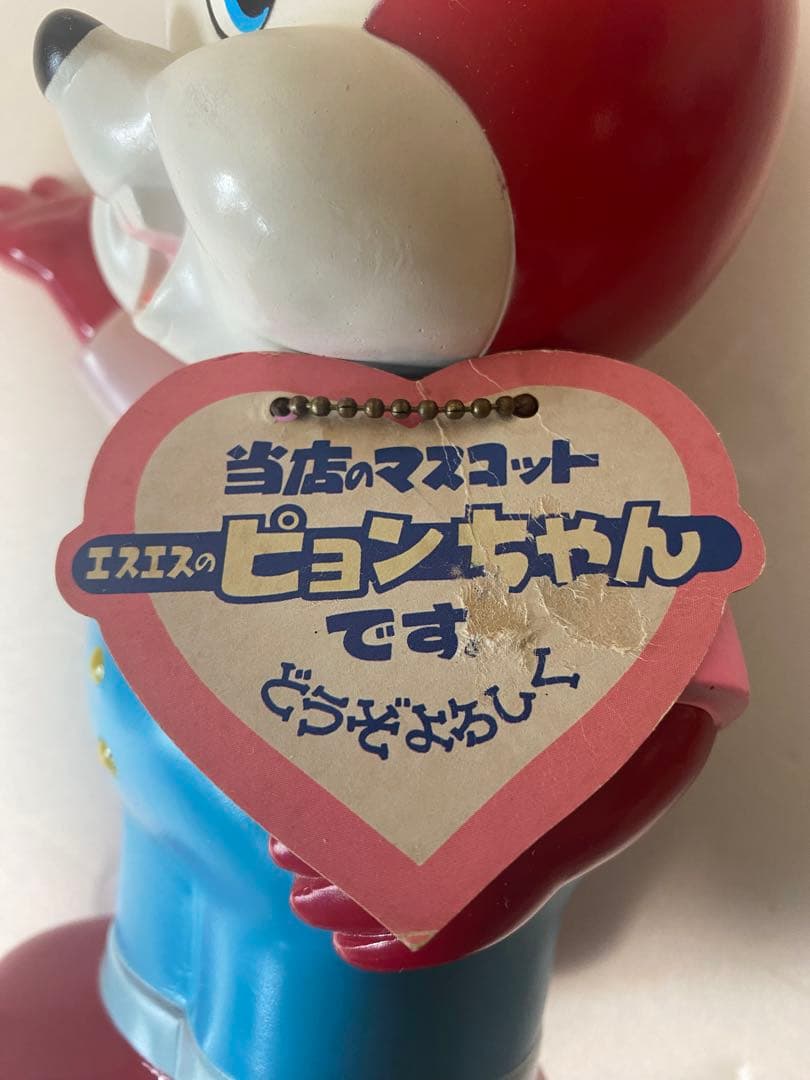 当店のマスコット
エスエスのピョンちゃん
です。
どうぞよろしく